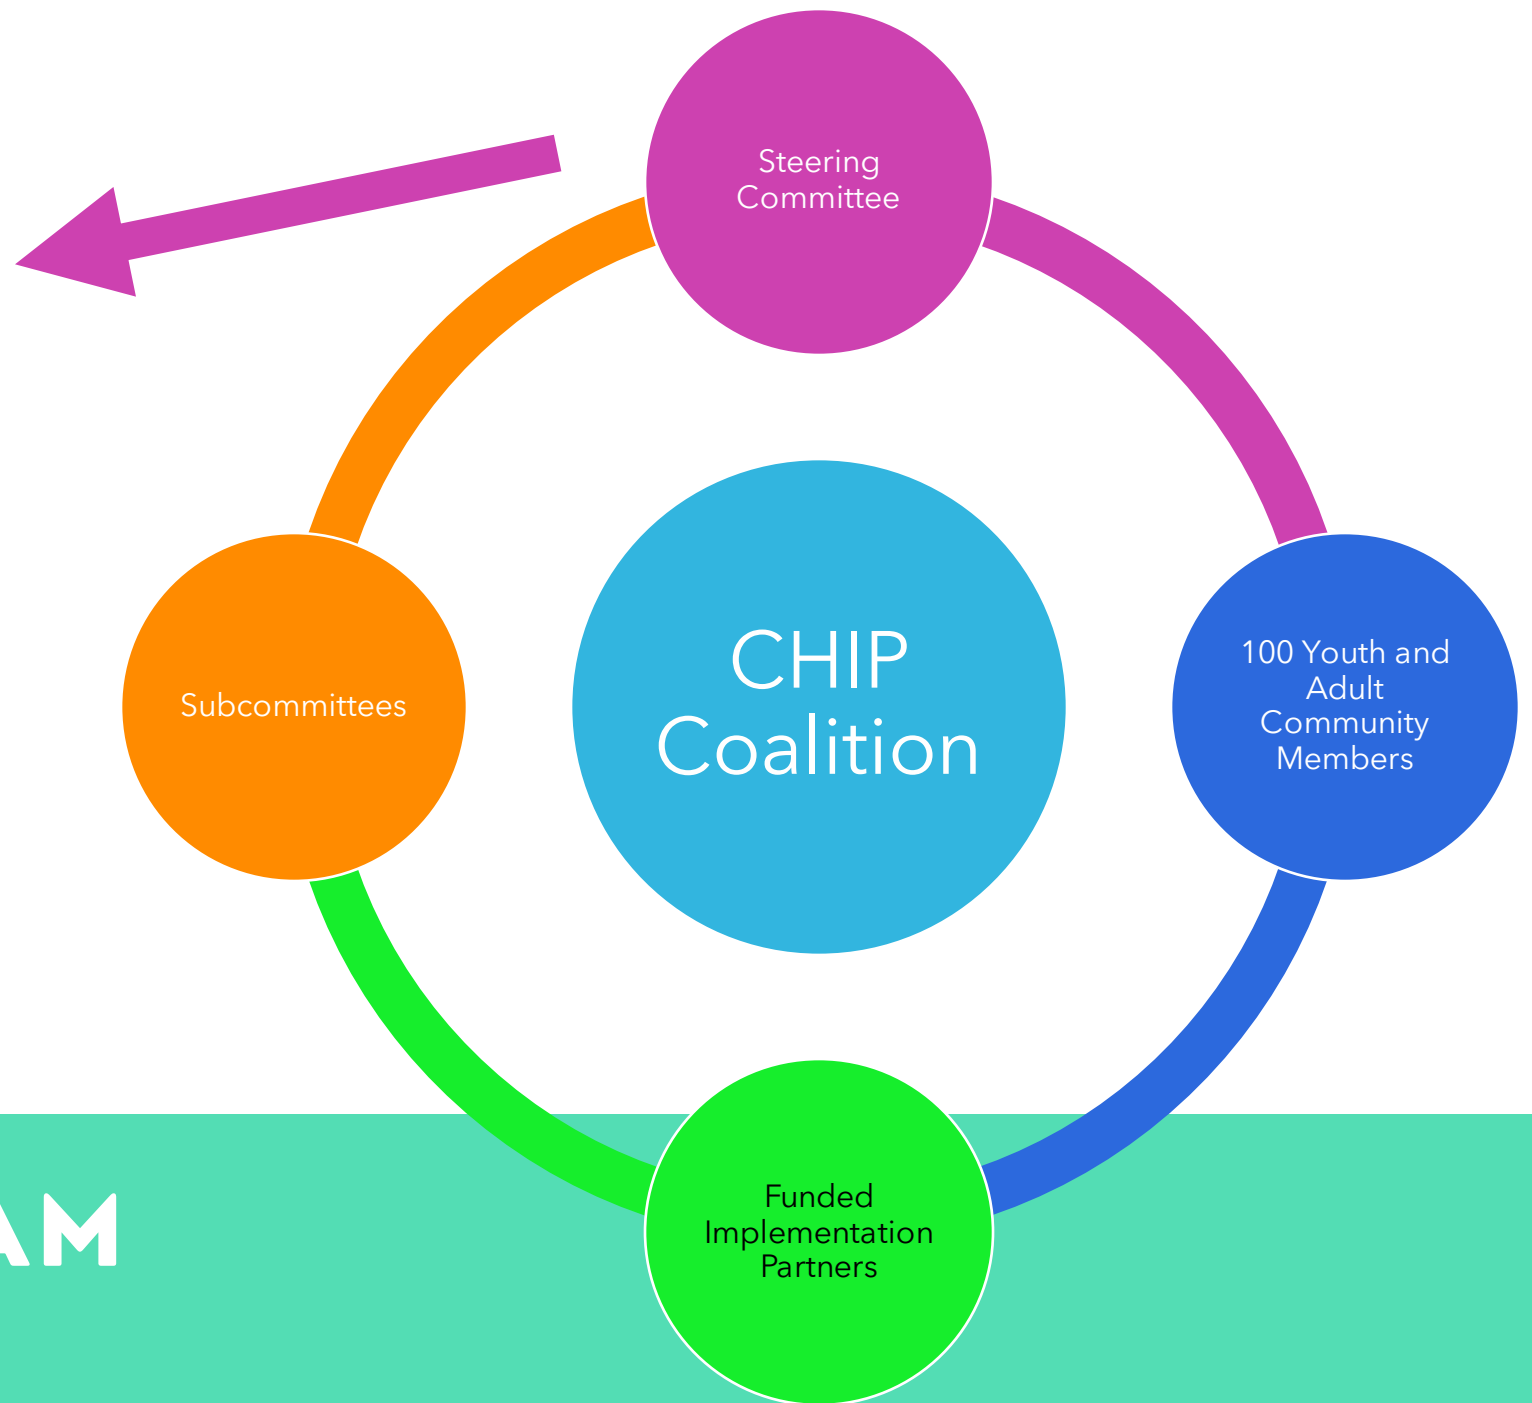 Steering
Committee
CHIP
Coalition
Subcommittees
100 Youth and
Adult
Community
Members
Funded
Implementation
Partners
AM